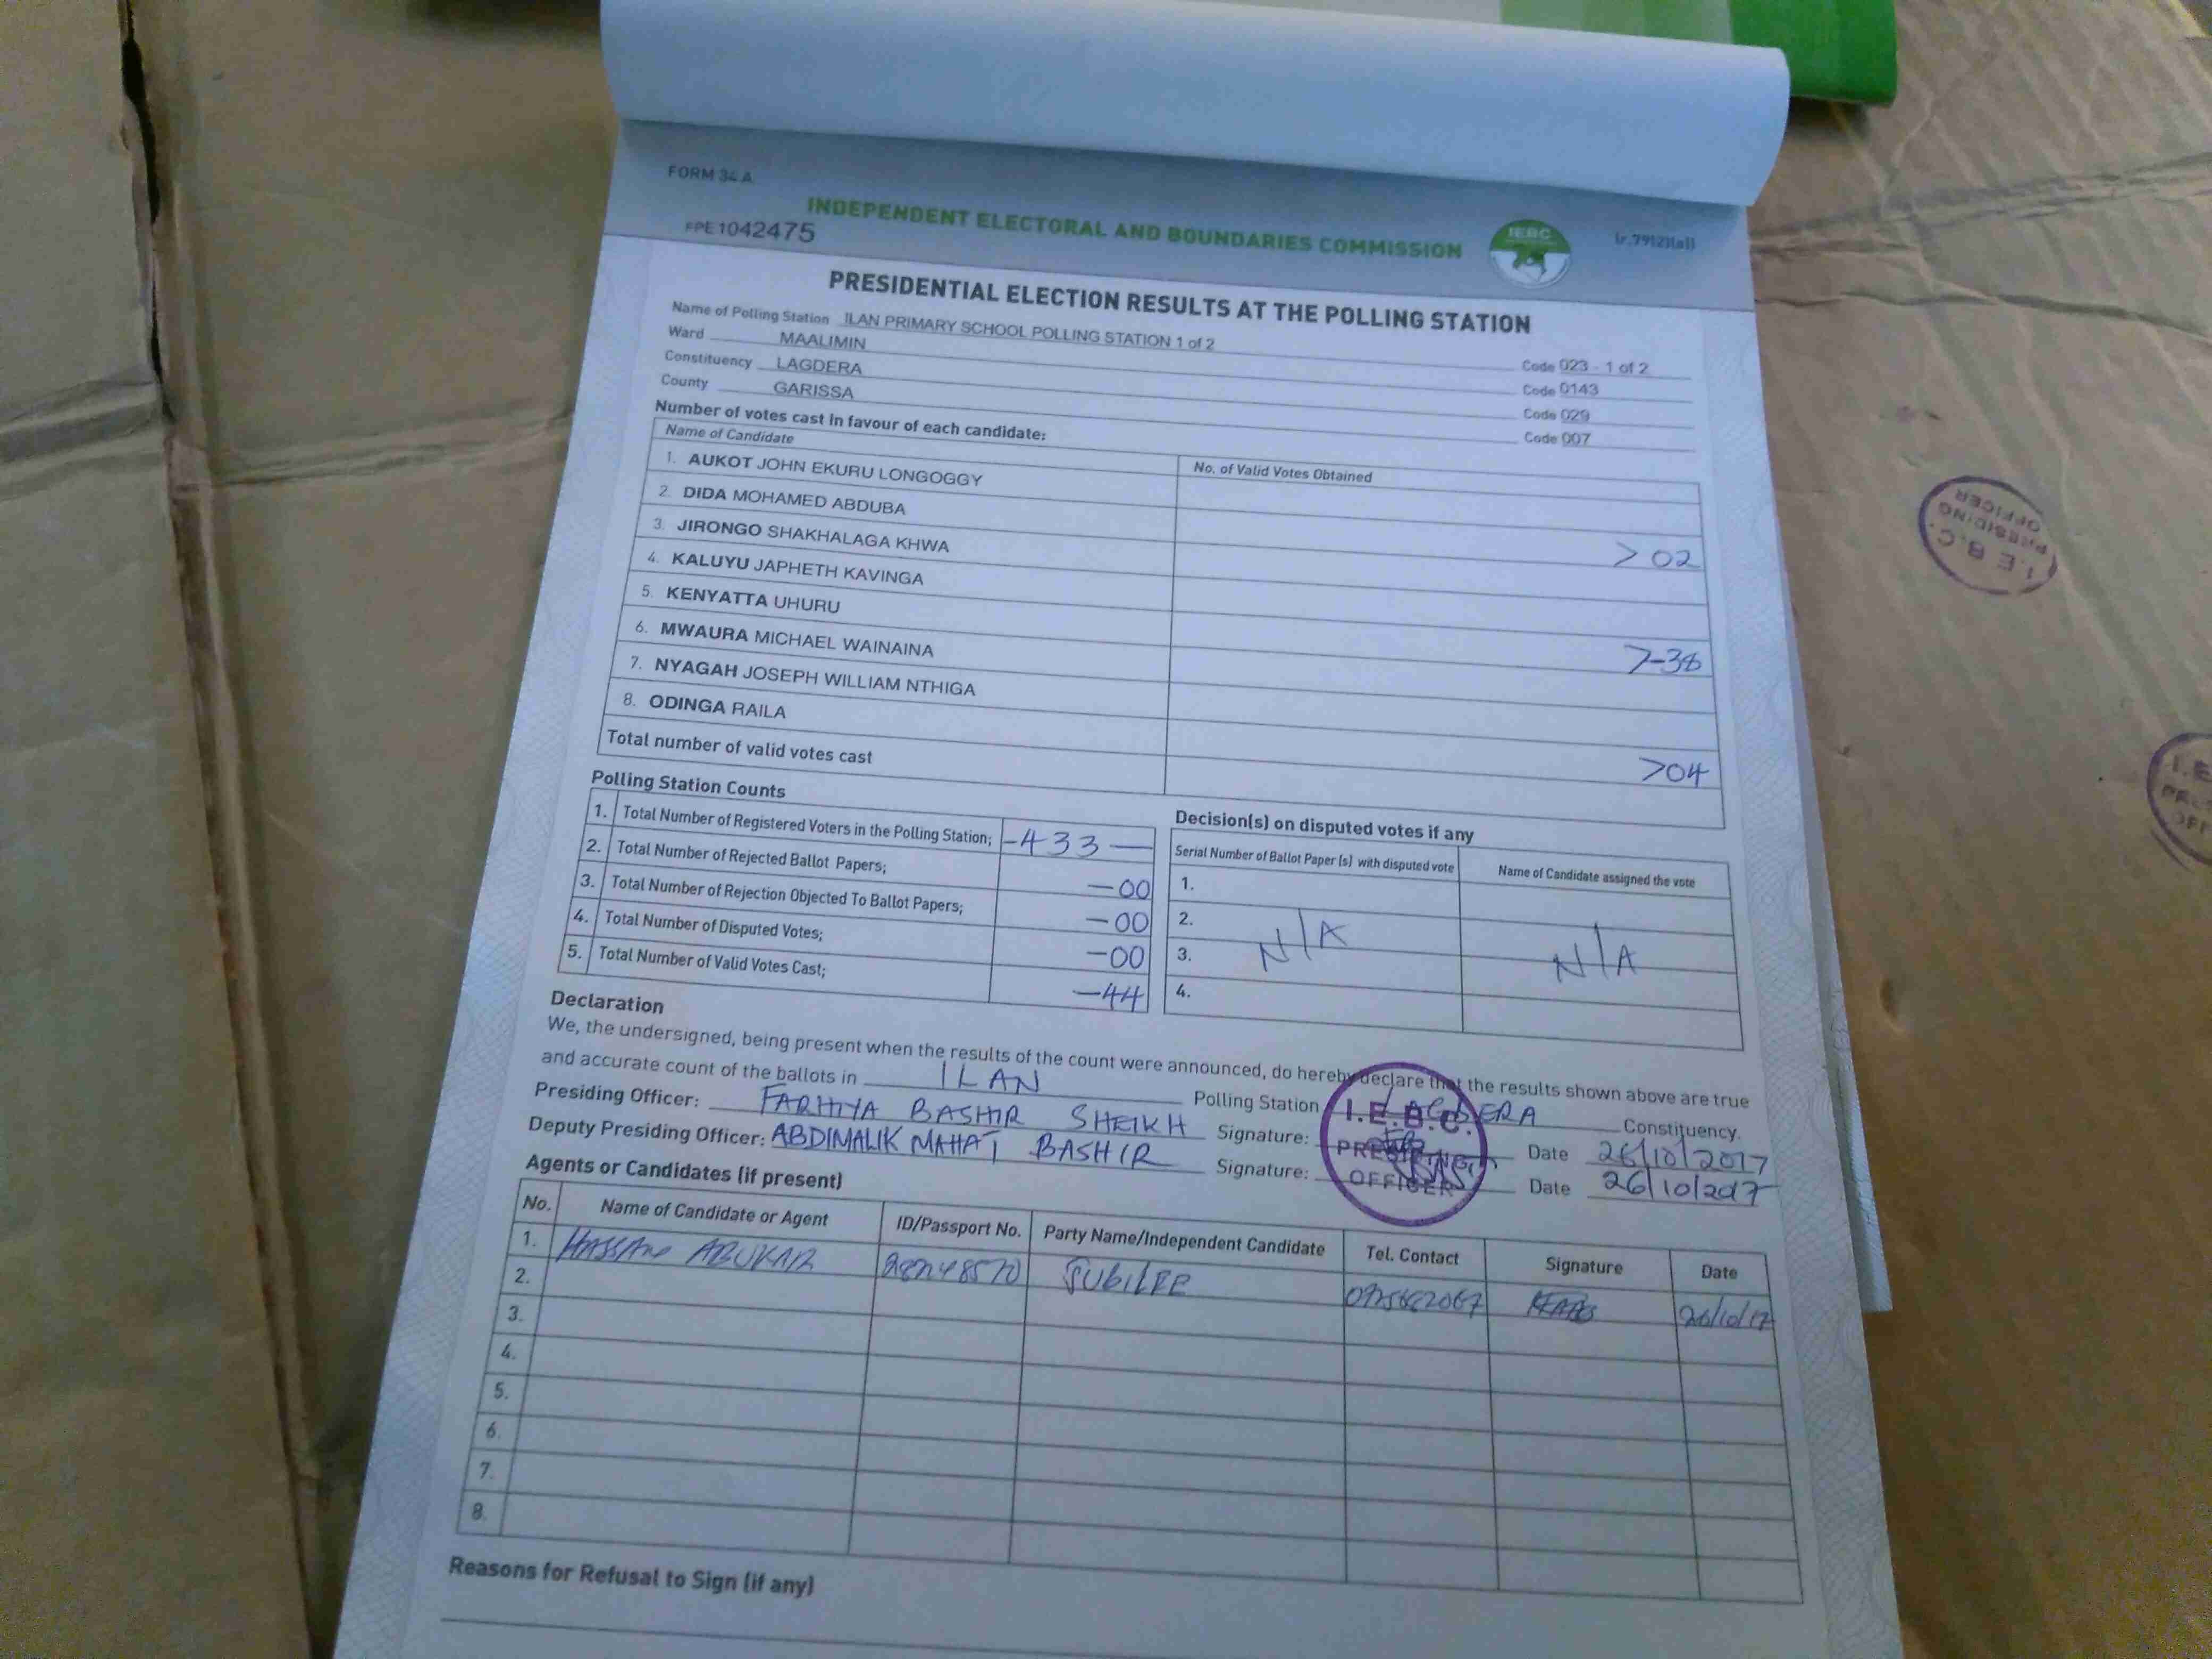 FORM 34 A
INDEPENDENT ELECTORAL AND BOUNDARIES COMMISSION
IEBC
(r.79(2)(a))
FPE1042475
PRESIDENTIAL ELECTION RESULTS AT THE POLLING STATION
Name of Polling Station ILAN PRIMARY SCHOOL POLLING STATION 1 of 2 Code 023 - 1 of 2
Ward MAALIMIN Code 0143
Constituency LAGDERA Code 029
County GARISSA Code 007
Number of votes cast in favour of each candidate:
Name of Candidate No. of Valid Votes Obtained
1. AUKOT JOHN EKURU LONGOGGY
2. DIDA MOHAMED ABDUBA > 02
3. JIRONGO SHAKHALAGA KHWA
4. KALUYU JAPHETH KAVINGA
5. KENYATTA UHURU 7-38
6. MWAURA MICHAEL WAINAINA
7. NYAGAH JOSEPH WILLIAM NTHIGA
8. ODINGA RAILA >04
Total number of valid votes cast
Polling Station Counts
1. Total Number of Registered Voters in the Polling Station; -433—
2. Total Number of Rejected Ballot Papers; —00
3. Total Number of Rejection Objected To Ballot Papers; —00
4. Total Number of Disputed Votes; —00
5. Total Number of Valid Votes Cast; —44
Decision(s) on disputed votes if any
Serial Number of Ballot Paper (s) with disputed vote Name of Candidate assigned the vote
1.
2.
3. N/A N/A
4.
Declaration
We, the undersigned, being present when the results of the count were announced, do hereby declare that the results shown above are true
and accurate count of the ballots in ILAN Polling Station LAGDERA Constituency.
Presiding Officer: FARHIYA BASHIR SHEIKH Signature: Date 26/10/2017
Deputy Presiding Officer: ABDIMALIK MAHAT BASHIR Signature: Date 26/10/2017
I.E.B.C.
PRESIDING
OFFICER
Agents or Candidates (if present)
No. Name of Candidate or Agent ID/Passport No. Party Name/Independent Candidate Tel. Contact Signature Date
1. HASSAN ABUKAR JUBILEE 26/10/17
2.
3.
4.
5.
6.
7.
8.
Reasons for Refusal to Sign (if any)
I.E.B.C.
PRESIDING
OFFICER